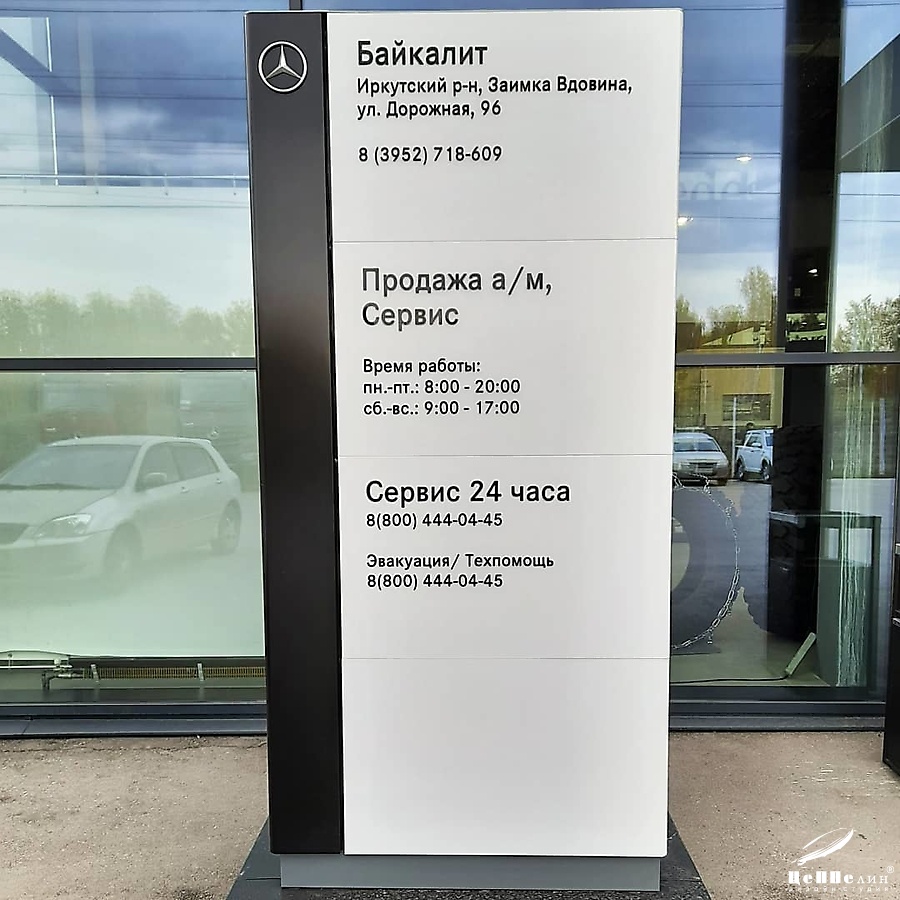 Байкалит
Иркутский р-н, Заимка Вдовина,
ул. Дорожная, 96
8 (3952) 718-609
Продажа а/м,
Сервис
Время работы:
пн.-пт.: 8:00 - 20:00
сб.-вс.: 9:00 - 17:00
Сервис 24 часа
8(800) 444-04-45
Эвакуация/ Техпомощь
8(800) 444-04-45
ЦеППелин®